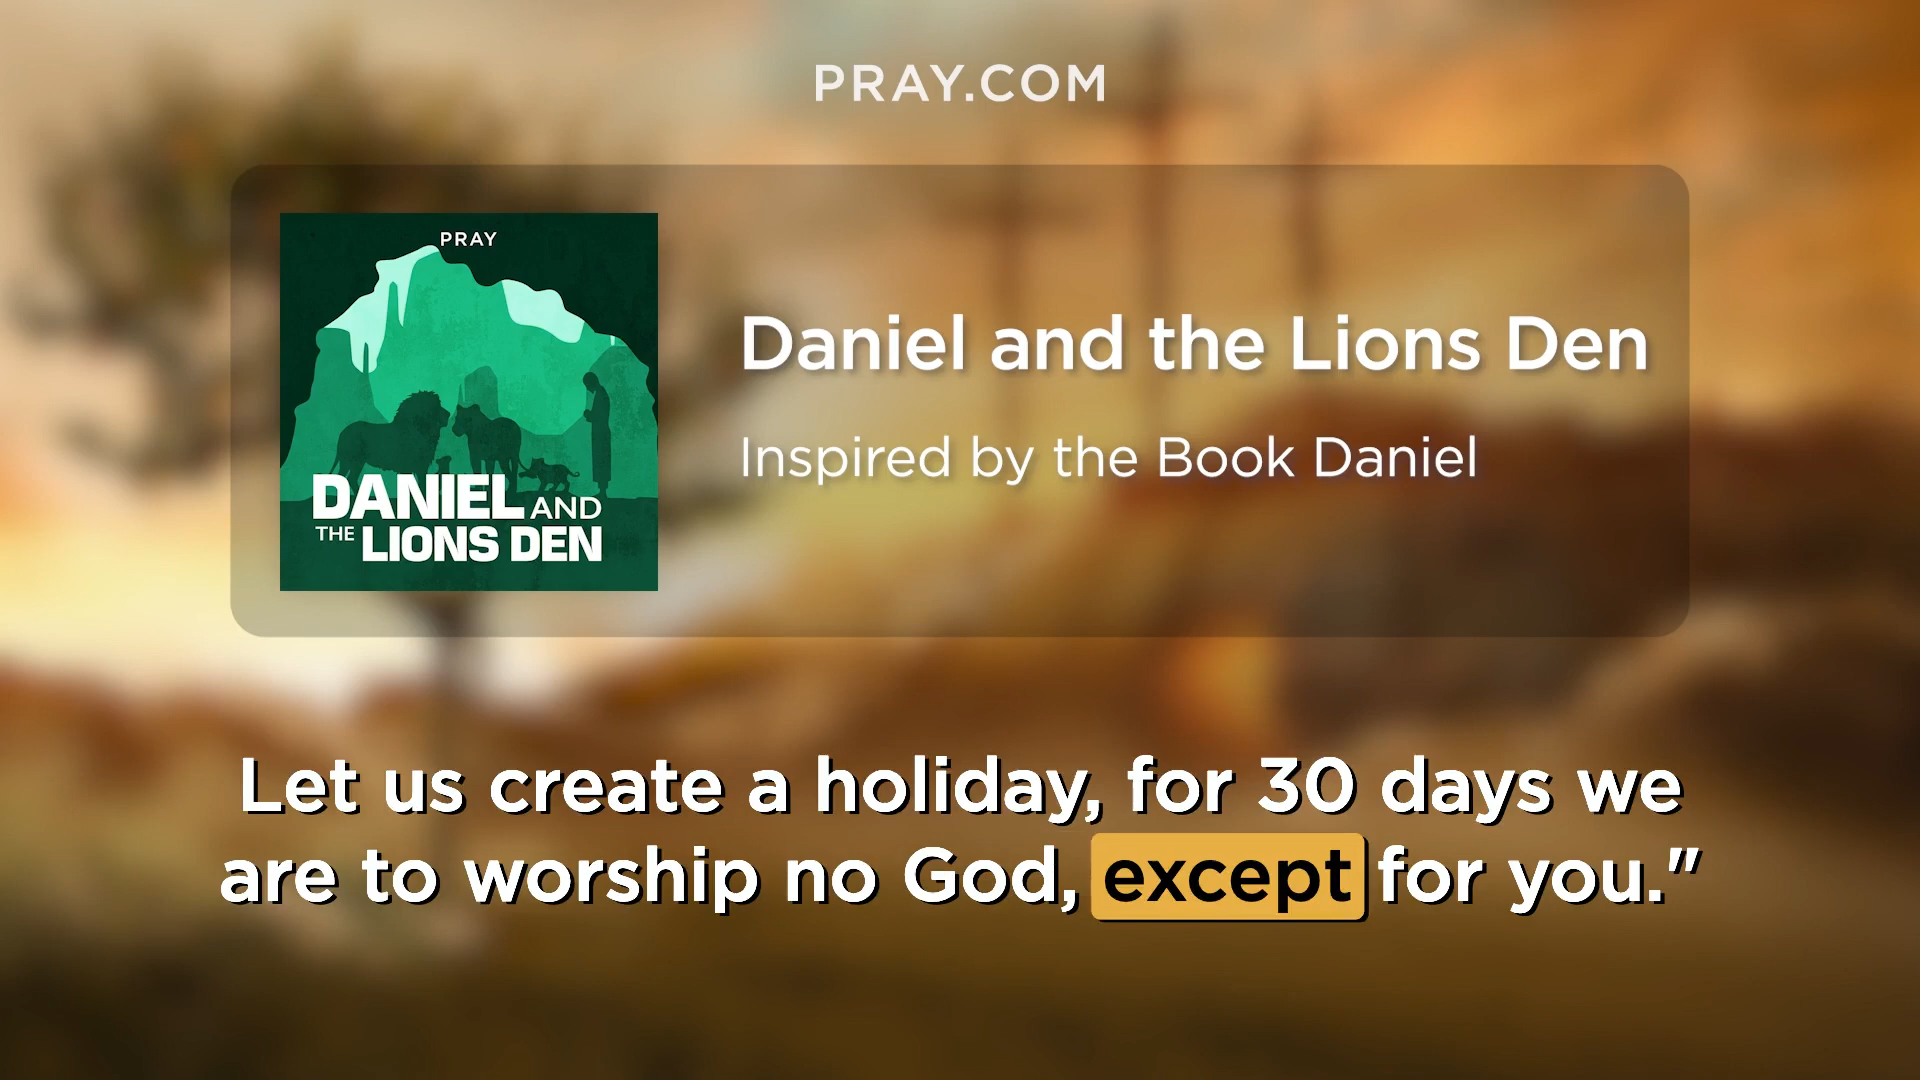 PRAY.COM
PRAY
DANIEL AND
THE LIONS DEN
Daniel and the Lions Den
Inspired by the Book Daniel
Let us create a holiday, for 30 days we
are to worship no God, except for you."